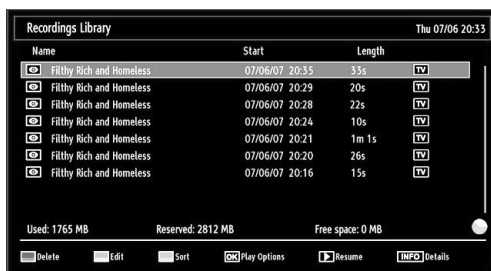 Recordings Library Thu 07/06 20:33
Name Start Length
Filthy Rich and Homeless 07/06/07 20:35 33s TV
Filthy Rich and Homeless 07/06/07 20:29 20s TV
Filthy Rich and Homeless 07/06/07 20:28 22s TV
Filthy Rich and Homeless 07/06/07 20:24 10s TV
Filthy Rich and Homeless 07/06/07 20:21 1m 1s TV
Filthy Rich and Homeless 07/06/07 20:20 26s TV
Filthy Rich and Homeless 07/06/07 20:16 15s TV
Used: 1765 MB Reserved: 2812 MB Free space: 0 MB
Delete Edit Sort OK Play Options Resume INFO Details